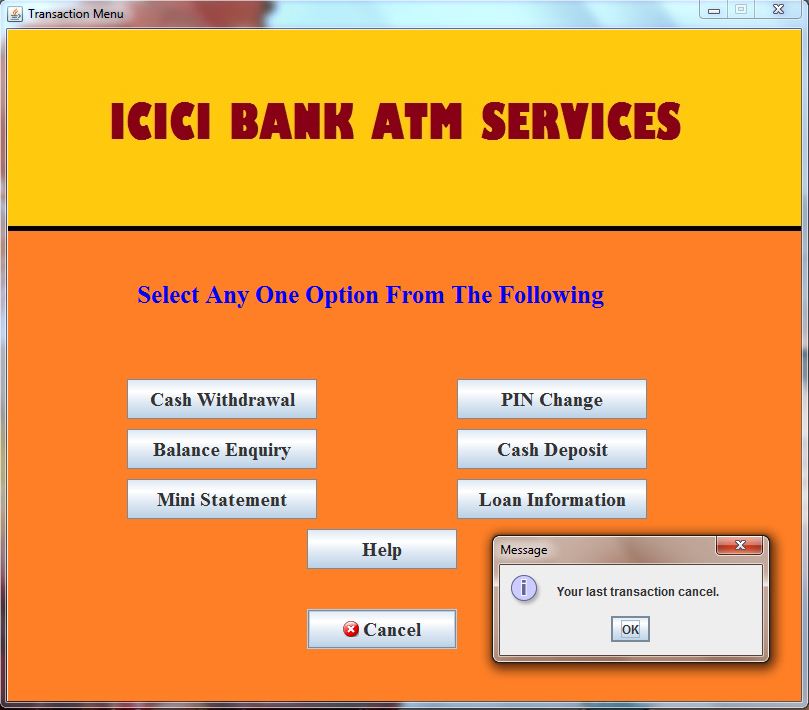 Transaction Menu
ICICI BANK ATM SERVICES
Select Any One Option From The Following
Cash Withdrawal
PIN Change
Balance Enquiry
Cash Deposit
Mini Statement
Loan Information
Help
Cancel
Message
Your last transaction cancel.
OK